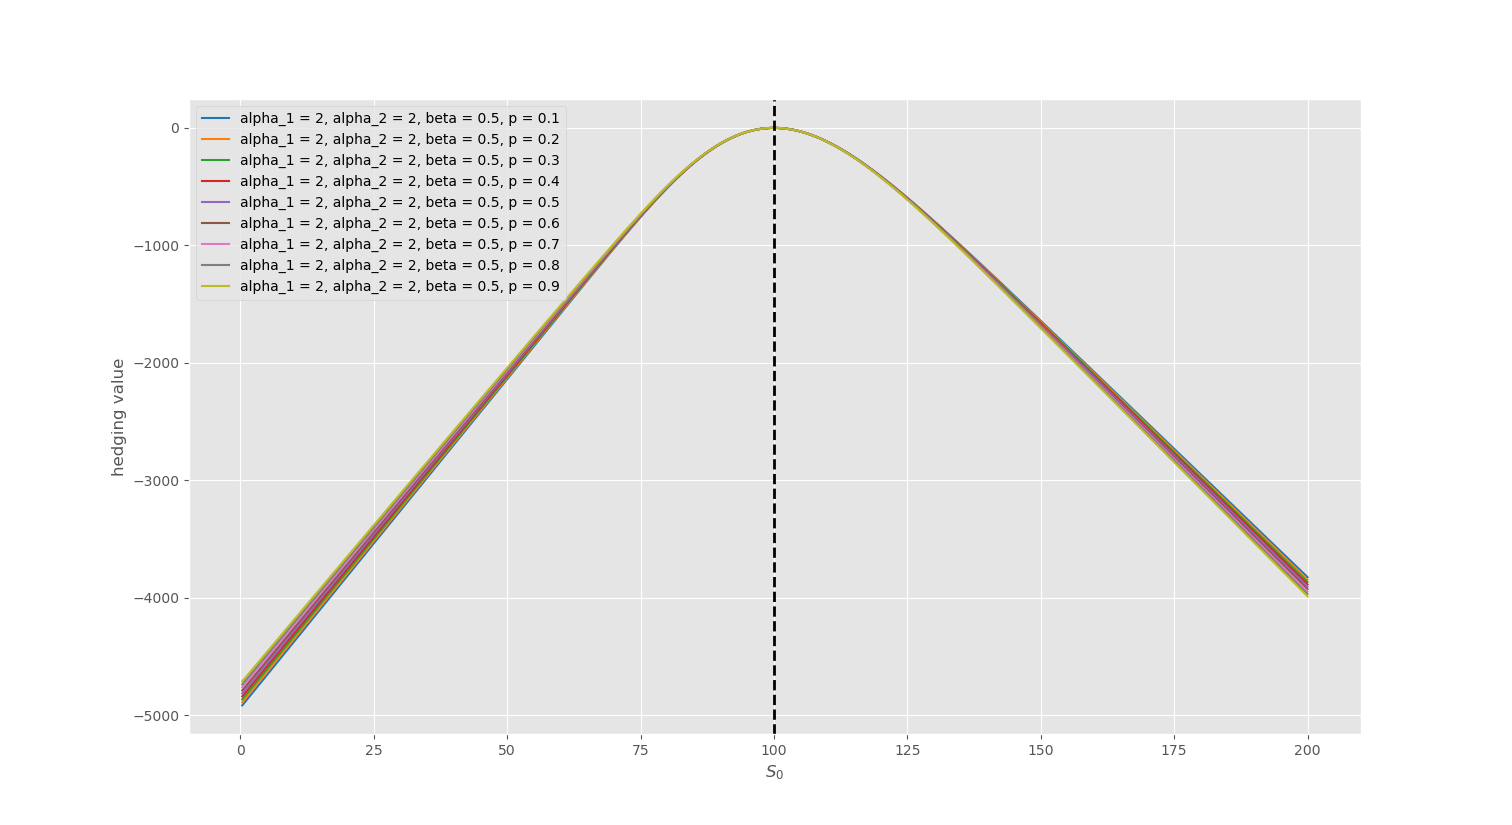 alpha_1 = 2, alpha_2 = 2, beta = 0.5, p = 0.1
alpha_1 = 2, alpha_2 = 2, beta = 0.5, p = 0.2
alpha_1 = 2, alpha_2 = 2, beta = 0.5, p = 0.3
alpha_1 = 2, alpha_2 = 2, beta = 0.5, p = 0.4
alpha_1 = 2, alpha_2 = 2, beta = 0.5, p = 0.5
alpha_1 = 2, alpha_2 = 2, beta = 0.5, p = 0.6
alpha_1 = 2, alpha_2 = 2, beta = 0.5, p = 0.7
alpha_1 = 2, alpha_2 = 2, beta = 0.5, p = 0.8
alpha_1 = 2, alpha_2 = 2, beta = 0.5, p = 0.9
0
−1000
−2000
−3000
−4000
−5000
hedging value
0 25 50 75 100 125 150 175 200
S₀